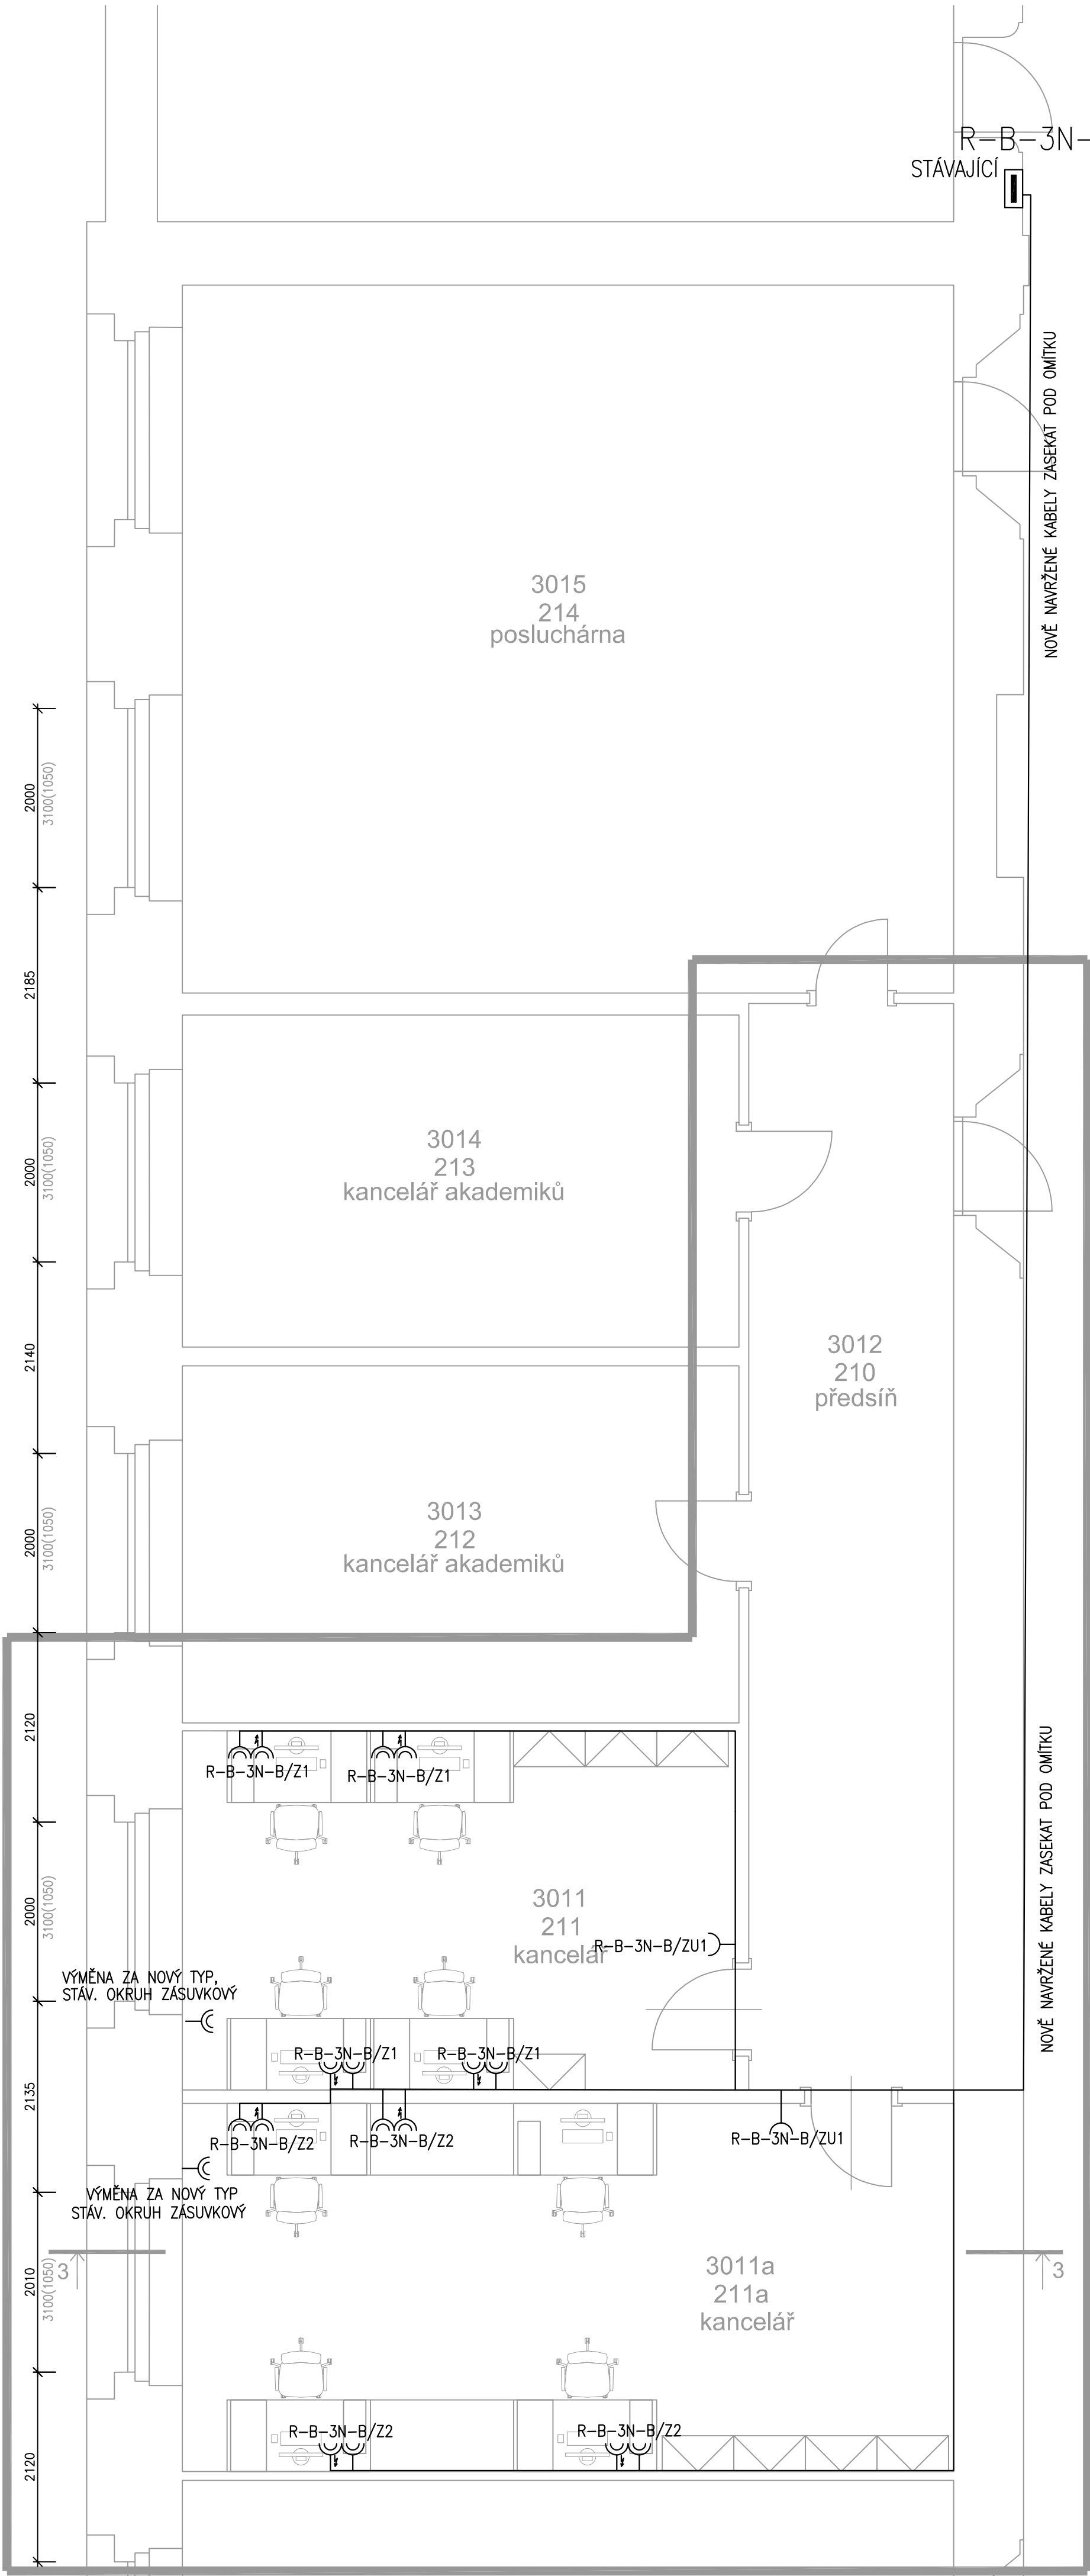 R-B-3N-
STÁVAJÍCÍ
NOVĚ NAVRŽENÉ KABELY ZASEKAT POD OMÍTKU
3015
214
posluchárna
2000
3100(1050)
2185
2000
3100(1050)
3014
213
kancelář akademiků
2140
3012
210
předsíň
2000
3100(1050)
3013
212
kancelář akademiků
2120
R-B-3N-B/Z1
R-B-3N-B/Z1
NOVĚ NAVRŽENÉ KABELY ZASEKAT POD OMÍTKU
2000
3100(1050)
3011
211
kancelář
R-B-3N-B/ZU1
VÝMĚNA ZA NOVÝ TYP,
STÁV. OKRUH ZÁSUVKOVÝ
R-B-3N-B/Z1
R-B-3N-B/Z1
2135
R-B-3N-B/Z2
R-B-3N-B/Z2
R-B-3N-B/ZU1
VÝMĚNA ZA NOVÝ TYP
STÁV. OKRUH ZÁSUVKOVÝ
3
3
2010
3100(1050)
3011a
211a
kancelář
R-B-3N-B/Z2
R-B-3N-B/Z2
2120